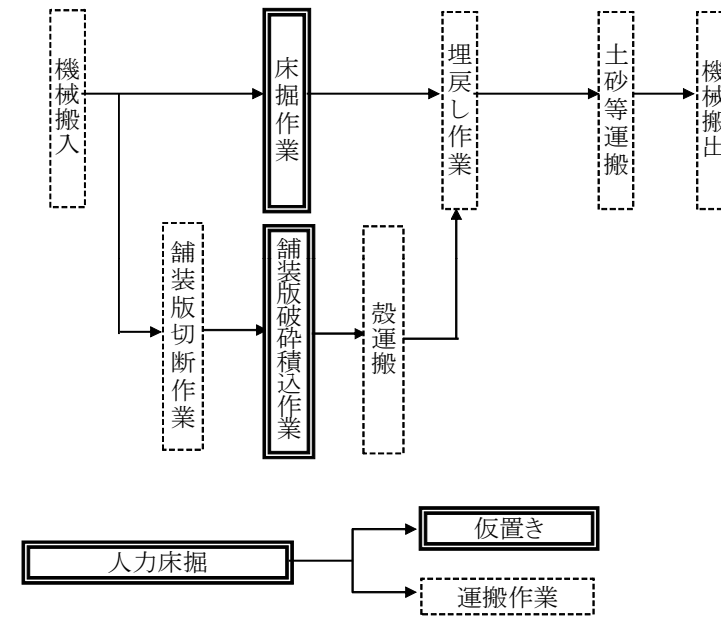 機械搬入
床掘作業
埋戻し作業
土砂等運搬
機械搬出
舗装版切断作業
舗装版破砕積込作業
殻運搬
人力床掘
仮置き
運搬作業